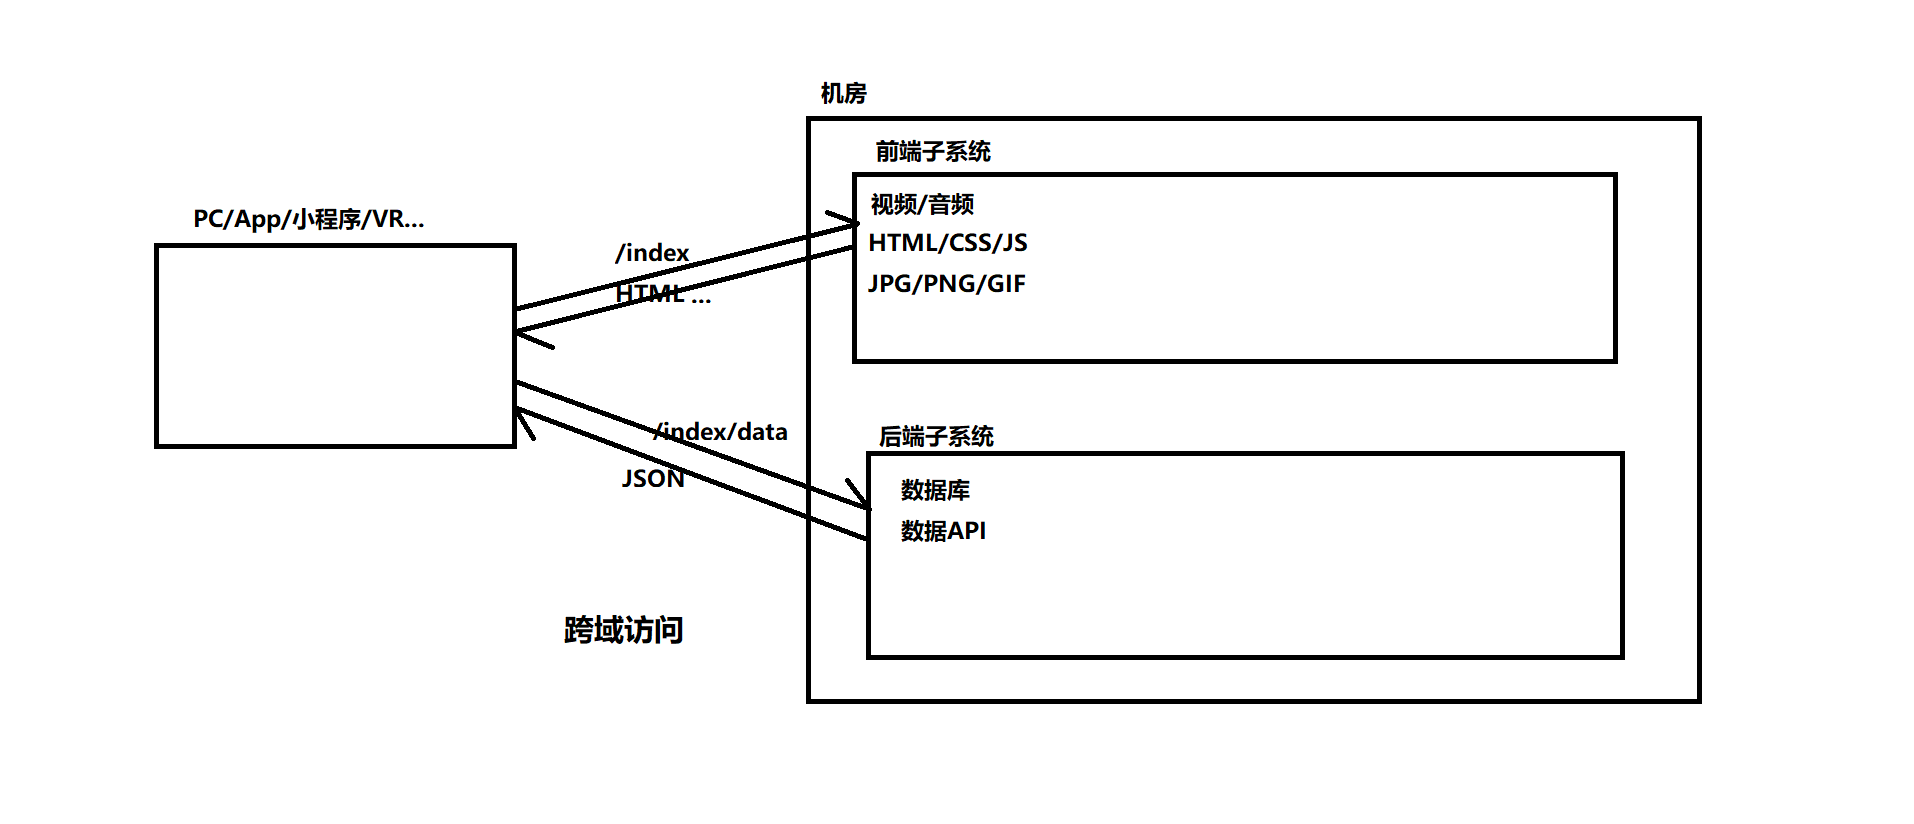 机房
前端子系统
视频/音频
HTML/CSS/JS
JPG/PNG/GIF
PC/App/小程序/VR...
/index
HTML ...
/index/data
JSON
后端子系统
数据库
数据API
跨域访问